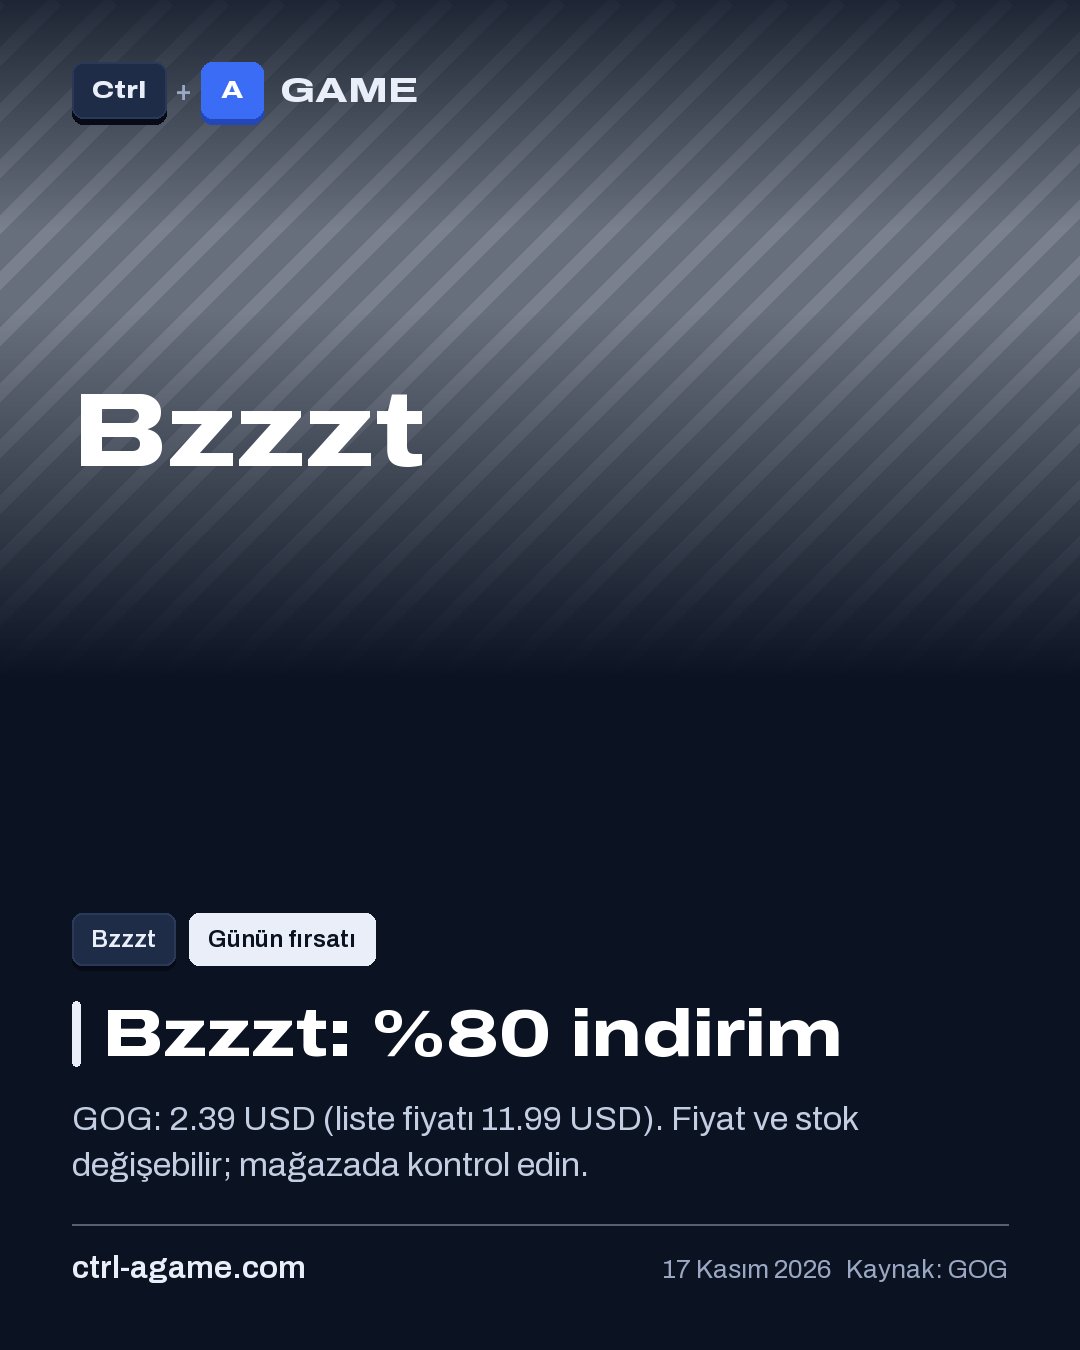 Ctrl + A GAME
Bzzzt
Bzzzt Günün fırsatı
Bzzzt: %80 indirim
GOG: 2.39 USD (liste fiyatı 11.99 USD). Fiyat ve stok
değişebilir; mağazada kontrol edin.
ctrl-agame.com 17 Kasım 2026 Kaynak: GOG